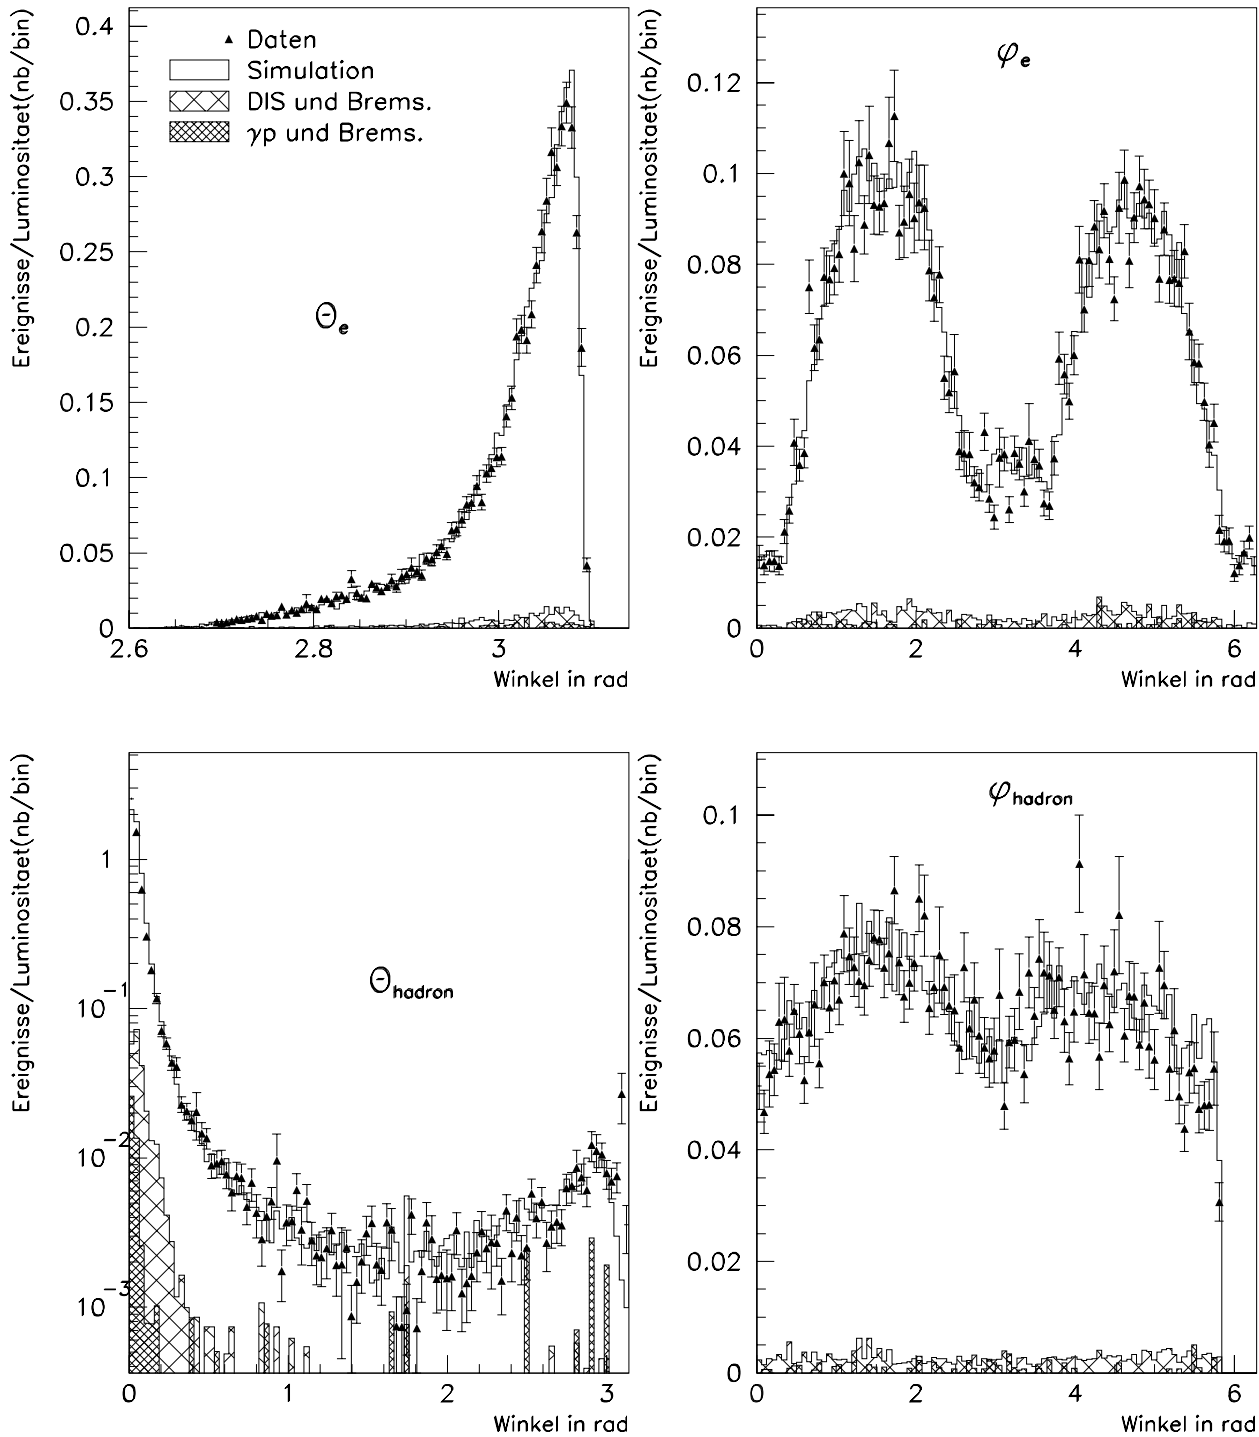 Ereignisse/Luminositaet(nb/bin)
0.4
0.35
0.3
0.25
0.2
0.15
0.1
0.05
0
▲ Daten
Simulation
DIS und Brems.
γp und Brems.
Θe
2.6 2.8 3
Winkel in rad
Ereignisse/Luminositaet(nb/bin)
0.12
0.1
0.08
0.06
0.04
0.02
0
φe
0 2 4 6
Winkel in rad
Ereignisse/Luminositaet(nb/bin)
1
10⁻¹
10⁻²
10⁻³
Θhadron
0 1 2 3
Winkel in rad
Ereignisse/Luminositaet(nb/bin)
0.1
0.08
0.06
0.04
0.02
0
φhadron
0 2 4 6
Winkel in rad